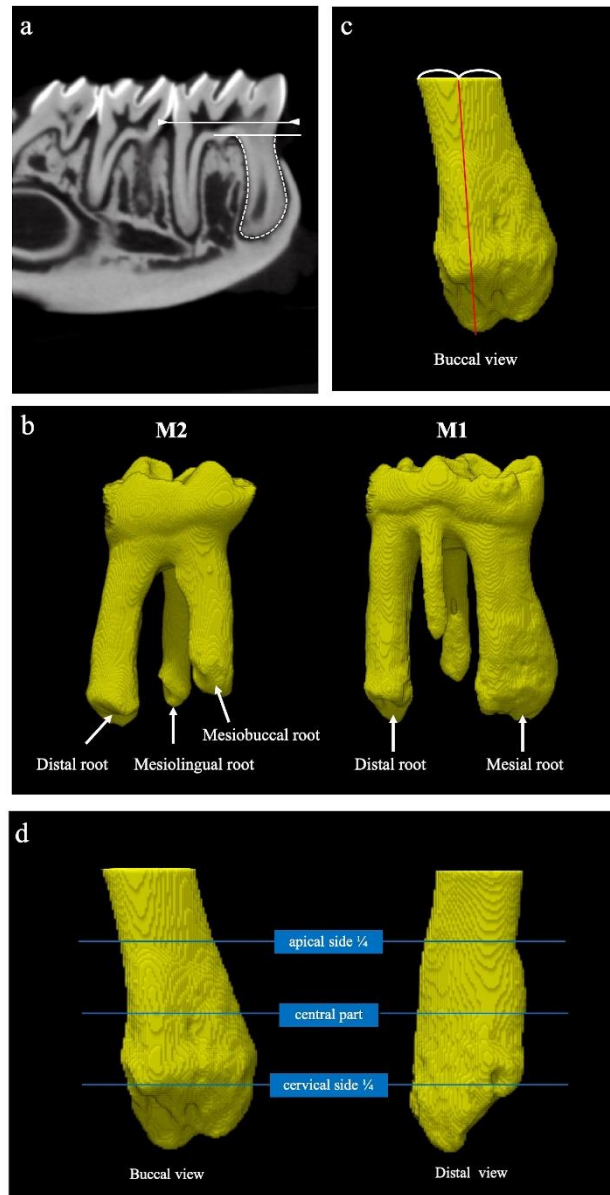 a
c
Buccal view
b
M2
M1
Mesiobuccal root
Distal root
Mesiolingual root
Distal root
Mesial root
d
apical side ¼
central part
cervical side ¼
Buccal view
Distal view